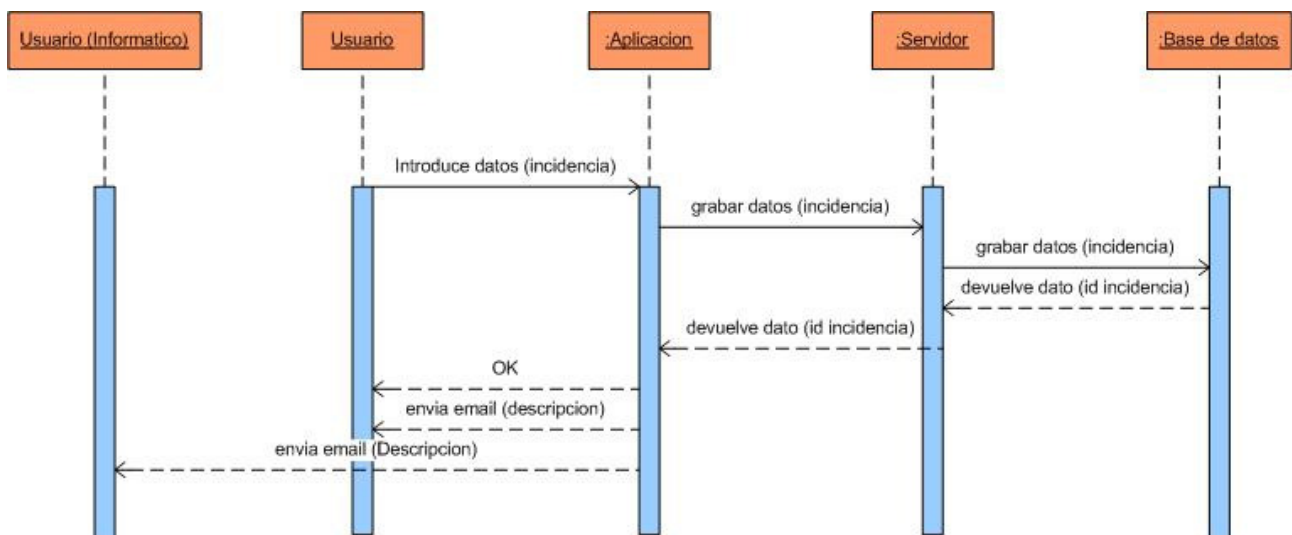 Usuario (Informatico)
Usuario
:Aplicacion
:Servidor
:Base de datos
Introduce datos (incidencia)
grabar datos (incidencia)
grabar datos (incidencia)
devuelve dato (id incidencia)
devuelve dato (id incidencia)
OK
envia email (descripcion)
envia email (Descripcion)